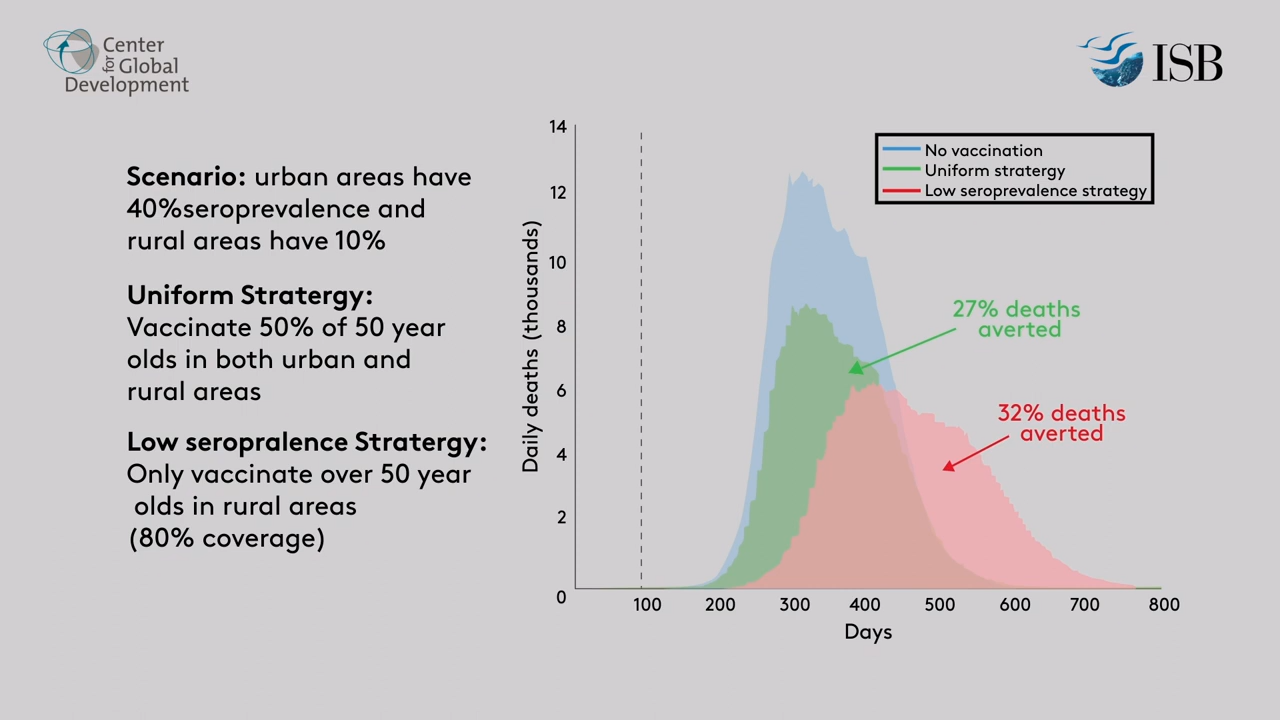 Center
for Global
Development
ISB
Scenario: urban areas have
40%seroprevalence and
rural areas have 10%
Uniform Stratergy:
Vaccinate 50% of 50 year
olds in both urban and
rural areas
Low seropralence Stratergy:
Only vaccinate over 50 year
olds in rural areas
(80% coverage)
No vaccination
Uniform stratergy
Low seroprevalence strategy
27% deaths
averted
32% deaths
averted
Daily deaths (thousands)
14
12
10
8
6
4
2
0
100 200 300 400 500 600 700 800
Days